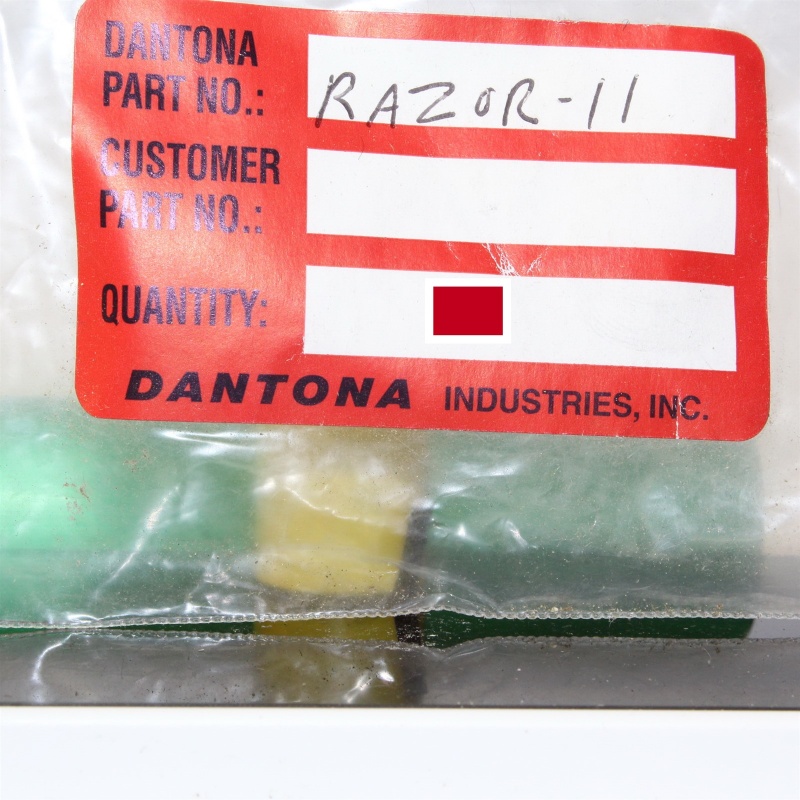 DANTONA
PART NO.: RAZOR-11
CUSTOMER
PART NO.:
QUANTITY:
DANTONA INDUSTRIES, INC.